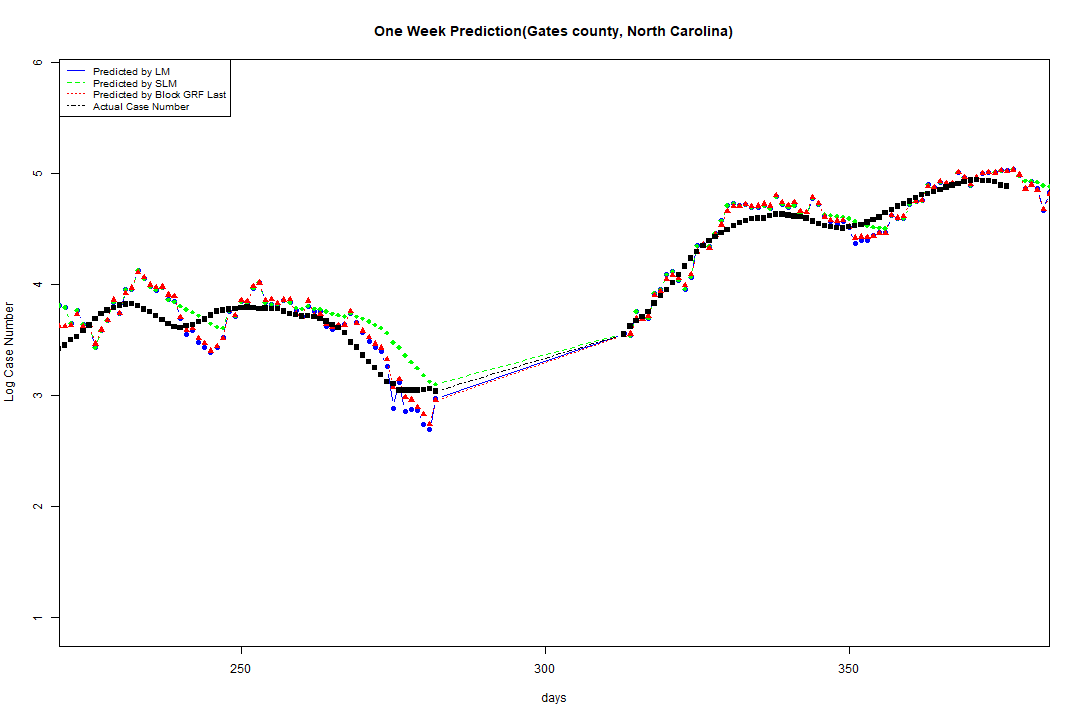 One Week Prediction(Gates county, North Carolina)
Predicted by LM
Predicted by SLM
Predicted by Block GRF Last
Actual Case Number
6
5
4
3
2
1
Log Case Number
250
300
350
days